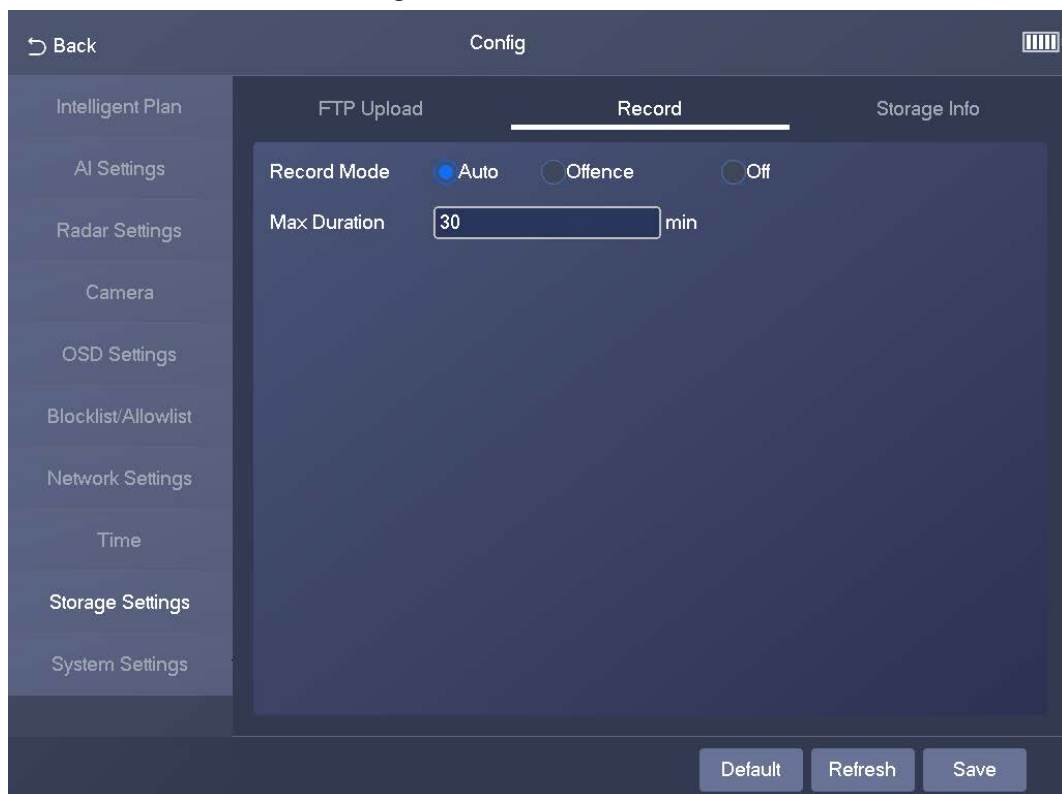 Back
Config
Intelligent Plan
AI Settings
Radar Settings
Camera
OSD Settings
Blocklist/Allowlist
Network Settings
Time
Storage Settings
System Settings
FTP Upload
Record
Storage Info
Record Mode Auto Offence Off
Max Duration 30 min
Default Refresh Save